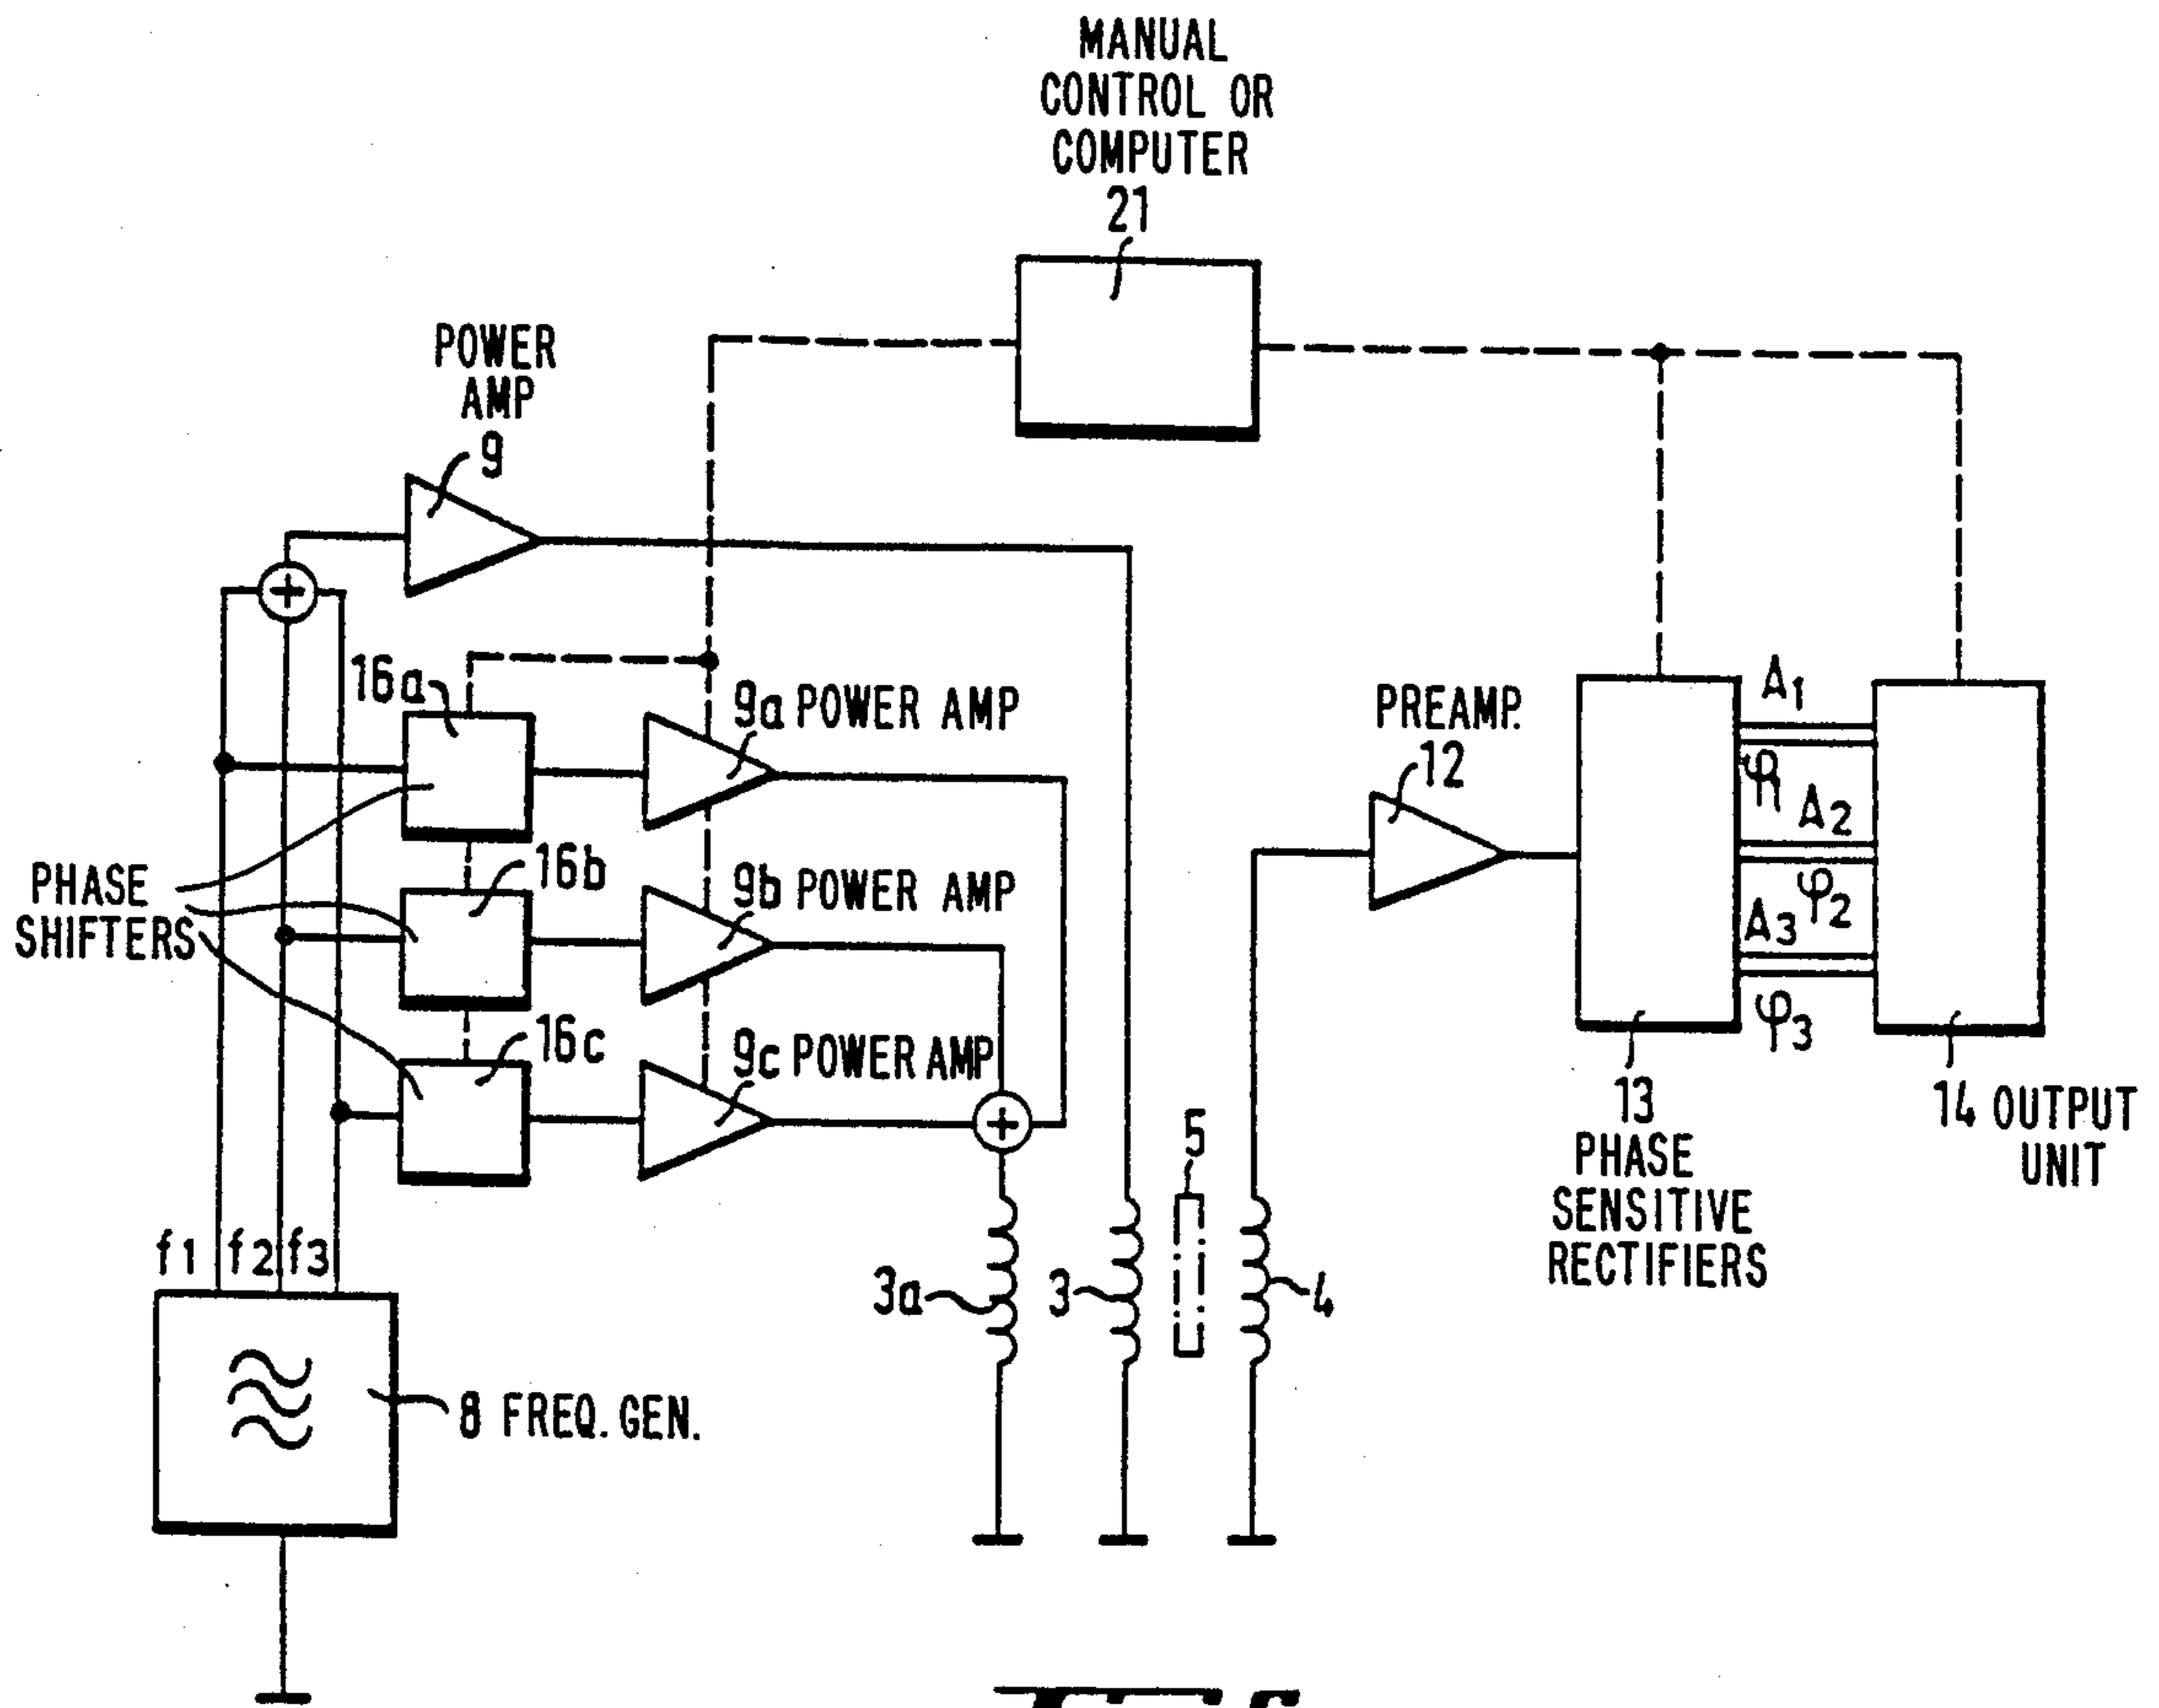 MANUAL
CONTROL OR
COMPUTER
21
POWER
AMP
9
+
16a
9a POWER AMP
PREAMP.
12
A1
φ1
A2
φ2
A3
φ3
PHASE
SHIFTERS
16b
9b POWER AMP
16c
9c POWER AMP
+
5
13
PHASE
SENSITIVE
RECTIFIERS
14 OUTPUT
UNIT
f1 f2 f3
3a
3
4
8 FREQ. GEN.